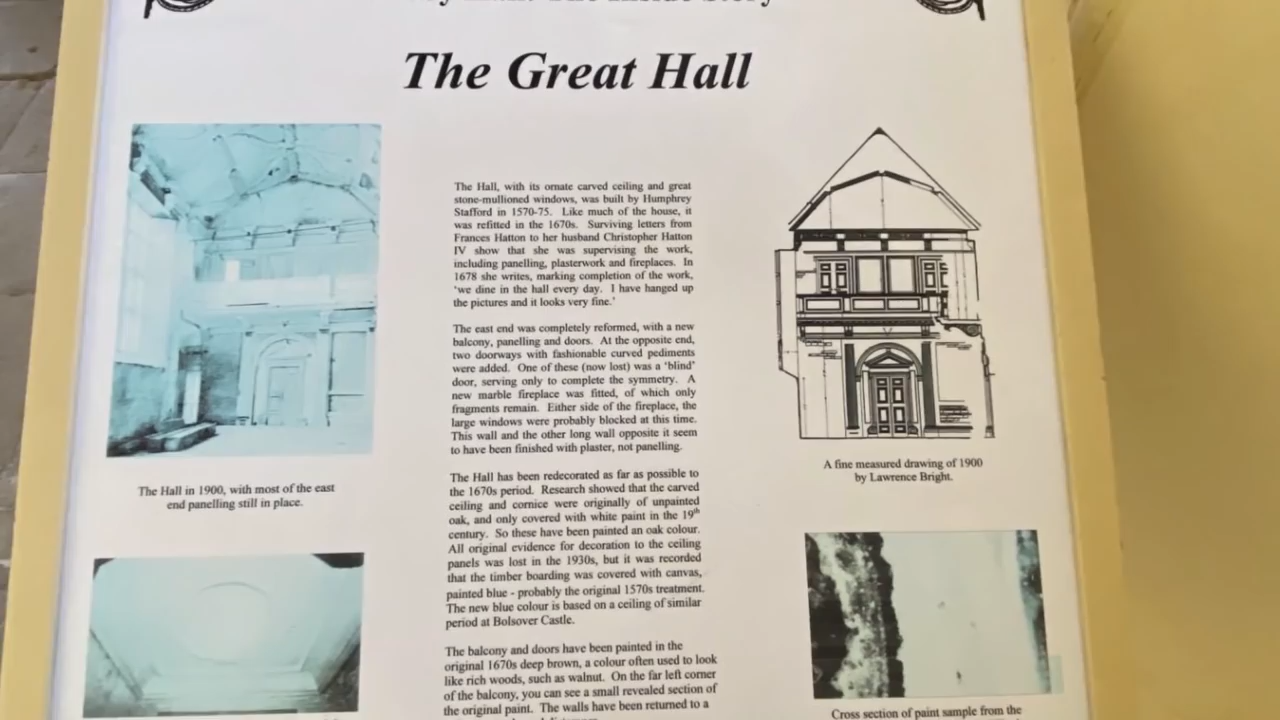 The Inside Story
The Great Hall
The Hall, with its ornate carved ceiling and great
stone-mullioned windows, was built by Humphrey
Stafford in 1570-75. Like much of the house, it
was refitted in the 1670s. Surviving letters from
Frances Hatton to her husband Christopher Hatton
IV show that she was supervising the work,
including panelling, plasterwork and fireplaces. In
1678 she writes, marking completion of the work,
'we dine in the hall every day. I have hanged up
the pictures and it looks very fine.'
The east end was completely reformed, with a new
balcony, panelling and doors. At the opposite end,
two doorways with fashionable curved pediments
were added. One of these (now lost) was a 'blind'
door, serving only to complete the symmetry. A
new marble fireplace was fitted, of which only
fragments remain. Either side of the fireplace, the
large windows were probably blocked at this time.
This wall and the other long wall opposite it seem
to have been finished with plaster, not panelling.
The Hall has been redecorated as far as possible to
the 1670s period. Research showed that the carved
ceiling and cornice were originally of unpainted
oak, and only covered with white paint in the 19th
century. So these have been painted an oak colour.
All original evidence for decoration to the ceiling
panels was lost in the 1930s, but it was recorded
that the timber boarding was covered with canvas,
painted blue - probably the original 1570s treatment.
The new blue colour is based on a ceiling of similar
period at Bolsover Castle.
The balcony and doors have been painted in the
original 1670s deep brown, a colour often used to look
like rich woods, such as walnut. On the far left corner
of the balcony, you can see a small revealed section of
the original paint. The walls have been returned to a
The Hall in 1900, with most of the east
end panelling still in place.
A fine measured drawing of 1900
by Lawrence Bright.
Cross section of paint sample from the